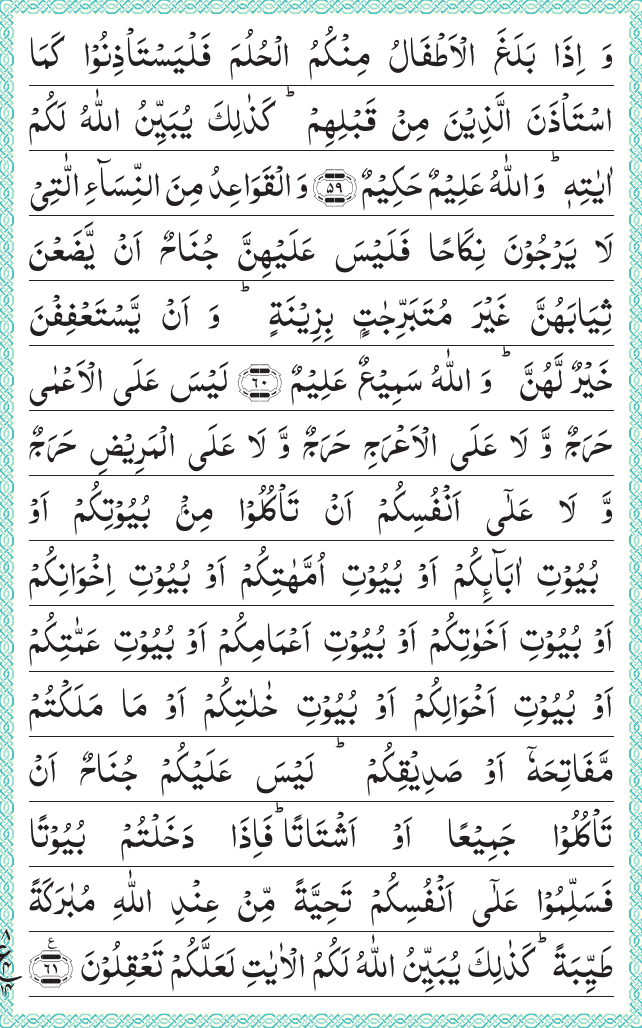 وَ اِذَا بَلَغَ الْاَطْفَالُ مِنْكُمُ الْحُلُمَ فَلْیَسْتَاْذِنُوْا كَمَا
اسْتَاْذَنَ الَّذِیْنَ مِنْ قَبْلِهِمْ ؕ كَذٰلِكَ یُبَیِّنُ اللّٰهُ لَكُمْ
اٰیٰتِهٖ ؕ وَ اللّٰهُ عَلِیْمٌ حَكِیْمٌ ﴿۵۹﴾ وَ الْقَوَاعِدُ مِنَ النِّسَآءِ الّٰتِیْ
لَا یَرْجُوْنَ نِكَاحًا فَلَیْسَ عَلَیْهِنَّ جُنَاحٌ اَنْ یَّضَعْنَ
ثِیَابَهُنَّ غَیْرَ مُتَبَرِّجٰتٍۭ بِزِیْنَةٍ ؕ وَ اَنْ یَّسْتَعْفِفْنَ
خَیْرٌ لَّهُنَّ ؕ وَ اللّٰهُ سَمِیْعٌ عَلِیْمٌ ﴿۶۰﴾ لَیْسَ عَلَی الْاَعْمٰی
حَرَجٌ وَّ لَا عَلَی الْاَعْرَجِ حَرَجٌ وَّ لَا عَلَی الْمَرِیْضِ حَرَجٌ
وَّ لَا عَلٰۤی اَنْفُسِكُمْ اَنْ تَاْكُلُوْا مِنْۢ بُیُوْتِكُمْ اَوْ
بُیُوْتِ اٰبَآىِٕكُمْ اَوْ بُیُوْتِ اُمَّهٰتِكُمْ اَوْ بُیُوْتِ اِخْوَانِكُمْ
اَوْ بُیُوْتِ اَخَوٰتِكُمْ اَوْ بُیُوْتِ اَعْمَامِكُمْ اَوْ بُیُوْتِ عَمّٰتِكُمْ
اَوْ بُیُوْتِ اَخْوَالِكُمْ اَوْ بُیُوْتِ خٰلٰتِكُمْ اَوْ مَا مَلَكْتُمْ
مَّفَاتِحَهٗۤ اَوْ صَدِیْقِكُمْ ؕ لَیْسَ عَلَیْكُمْ جُنَاحٌ اَنْ
تَاْكُلُوْا جَمِیْعًا اَوْ اَشْتَاتًا ؕ فَاِذَا دَخَلْتُمْ بُیُوْتًا
فَسَلِّمُوْا عَلٰۤی اَنْفُسِكُمْ تَحِیَّةً مِّنْ عِنْدِ اللّٰهِ مُبٰرَكَةً
طَیِّبَةً ؕ كَذٰلِكَ یُبَیِّنُ اللّٰهُ لَكُمُ الْاٰیٰتِ لَعَلَّكُمْ تَعْقِلُوْنَ ﴿۶۱﴾ ع